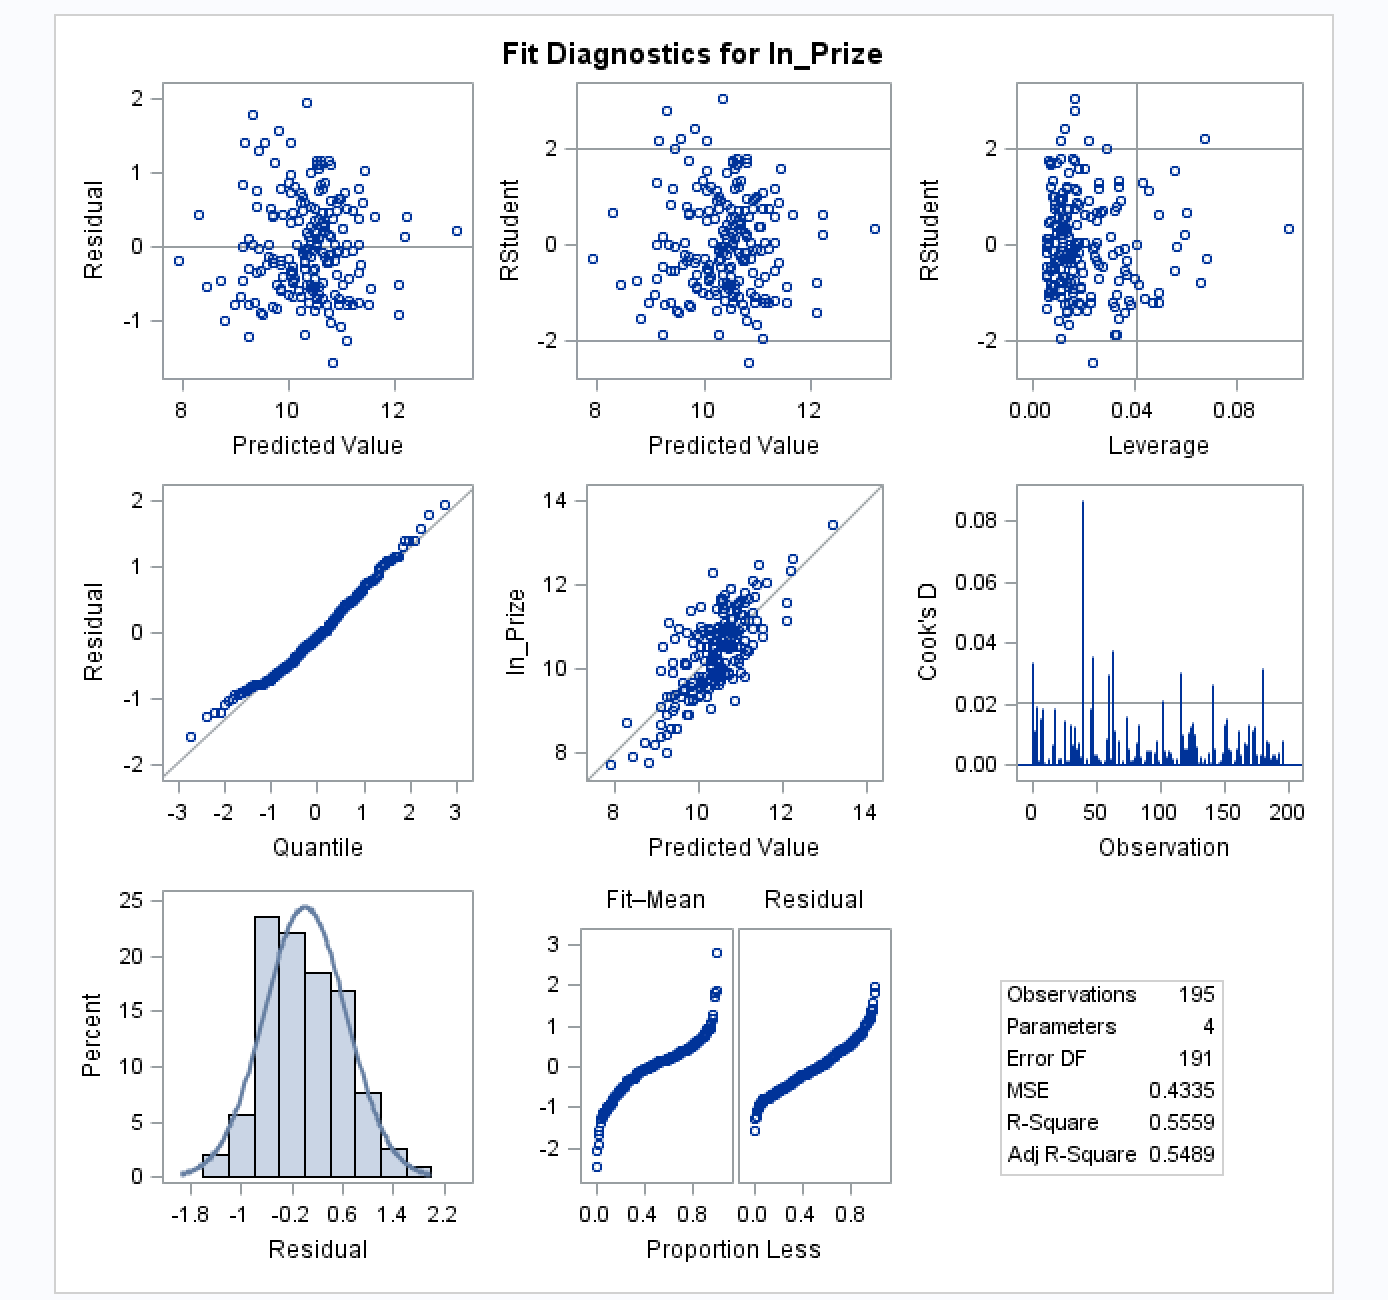 Fit Diagnostics for ln_Prize
2
1
0
-1
Residual
8 10 12
Predicted Value
2
0
-2
RStudent
8 10 12
Predicted Value
2
0
-2
RStudent
0.00 0.04 0.08
Leverage
2
1
0
-1
-2
Residual
-3 -2 -1 0 1 2 3
Quantile
14
12
10
8
ln_Prize
8 10 12 14
Predicted Value
0.08
0.06
0.04
0.02
0.00
Cook's D
0 50 100 150 200
Observation
25
20
15
10
5
0
Percent
-1.8 -1 -0.2 0.6 1.4 2.2
Residual
Fit–Mean Residual
3
2
1
0
-1
-2
0.0 0.4 0.8 0.0 0.4 0.8
Proportion Less
Observations 195
Parameters 4
Error DF 191
MSE 0.4335
R-Square 0.5559
Adj R-Square 0.5489